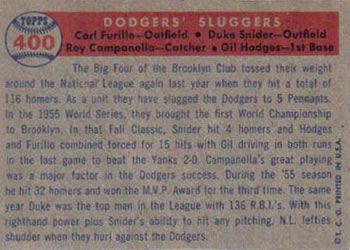 TOPPS
400
DODGERS' SLUGGERS
Carl Furillo—Outfield • Duke Snider—Outfield
Roy Campanella—Catcher • Gil Hodges—1st Base
The Big Four of the Brooklyn Club tossed their weight
around the National League again last year when they hit a total of
116 homers. As a unit they have slugged the Dodgers to 5 Pennants.
In the 1955 World Series, they brought the first World Championship
to Brooklyn. In that Fall Classic, Snider hit 4 homers and Hodges
and Furillo combined forced for 15 hits with Gil driving in both runs
in the last game to beat the Yanks 2-0. Campanella's great playing
was a major factor in the Dodgers success. During the '55 season
he hit 32 homers and won the M.V.P. Award for the third time. The same
year Duke was the top man in the League with 136 R.B.I.'s. With this
righthand power plus Snider's ability to hit any pitching, N.L. lefties
shudder when they hurl against the Dodgers.
© T. C. G. PRINTED IN U.S.A.